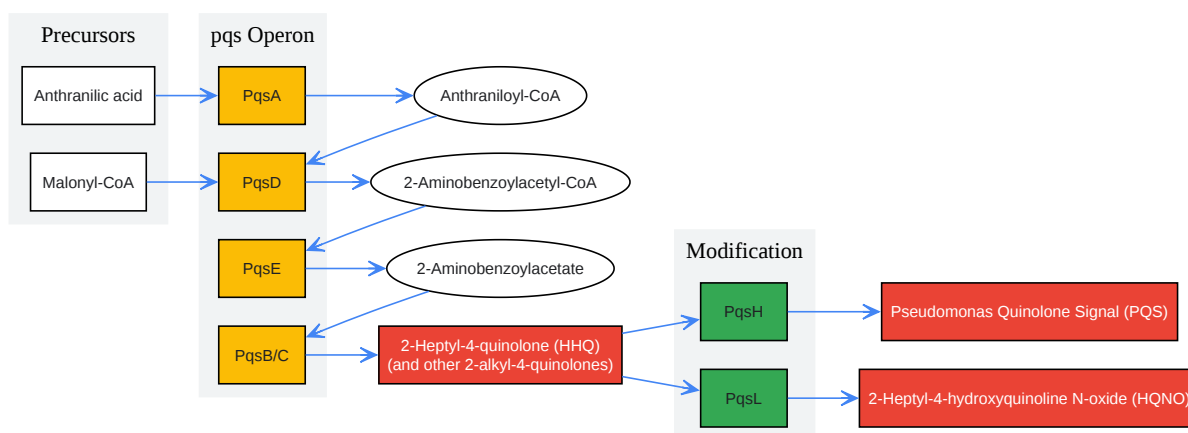 Precursors
pqs Operon
Anthranilic acid
PqsA
Anthraniloyl-CoA
Malonyl-CoA
PqsD
2-Aminobenzoylacetyl-CoA
PqsE
2-Aminobenzoylacetate
Modification
PqsH
Pseudomonas Quinolone Signal (PQS)
PqsB/C
2-Heptyl-4-quinolone (HHQ)
(and other 2-alkyl-4-quinolones)
PqsL
2-Heptyl-4-hydroxyquinoline N-oxide (HQNO)